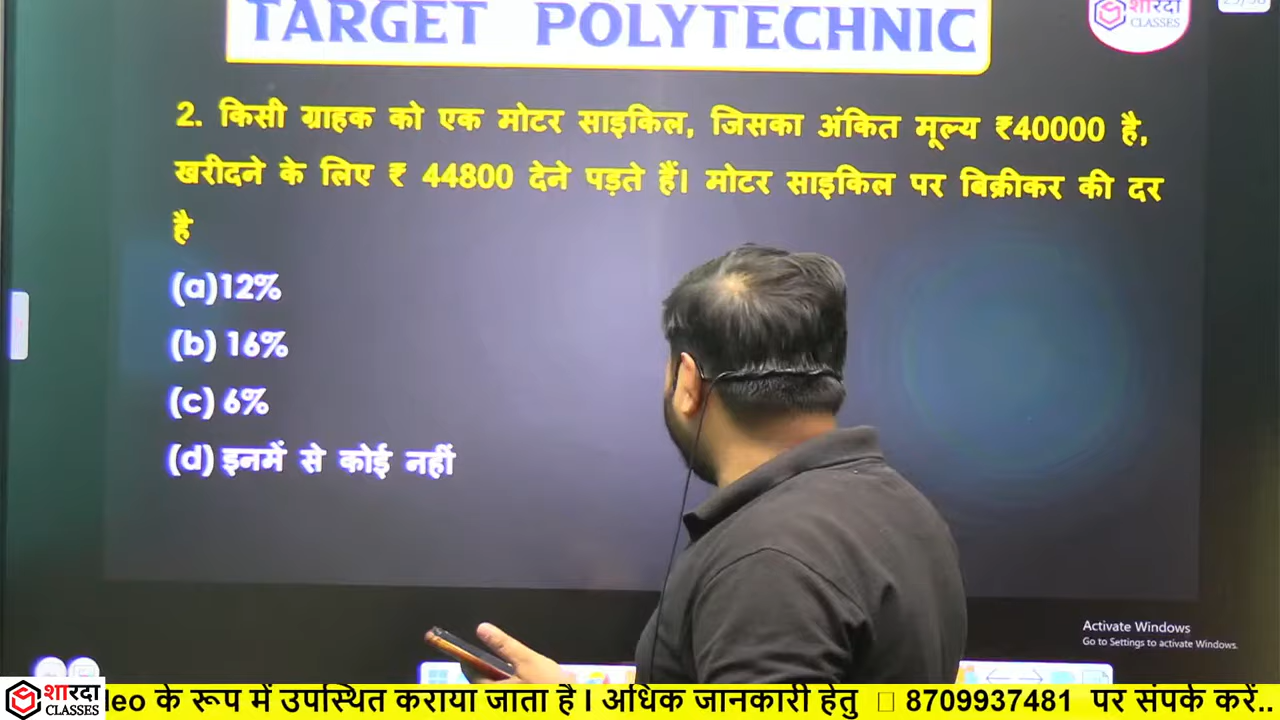 TARGET POLYTECHNIC
शारदा
CLASSES
2. किसी ग्राहक को एक मोटर साइकिल, जिसका अंकित मूल्य ₹40000 है,
खरीदने के लिए ₹ 44800 देने पड़ते हैं। मोटर साइकिल पर बिक्रीकर की दर
है
(a)12%
(b) 16%
(c) 6%
(d) इनमें से कोई नहीं
Activate Windows
Go to Settings to activate Windows.
शारदा
CLASSES
leo के रूप में उपस्थित कराया जाता है । अधिक जानकारी हेतु 8709937481 पर संपर्क करें..